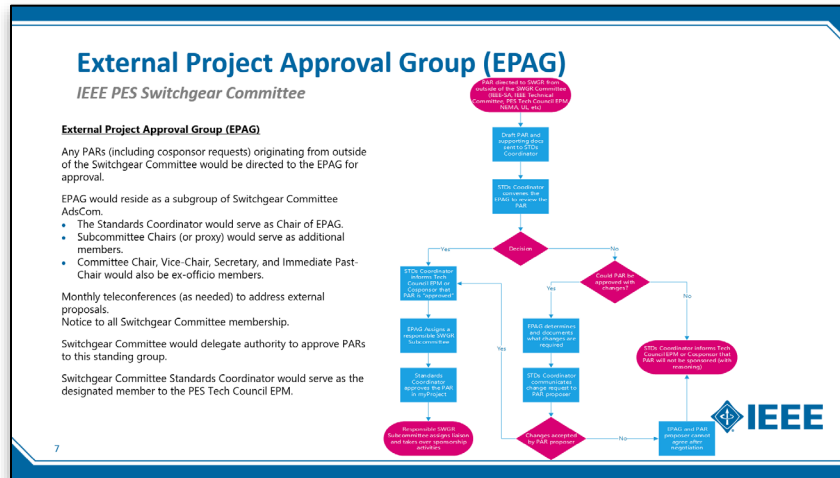 External Project Approval Group (EPAG)
IEEE PES Switchgear Committee
External Project Approval Group (EPAG)
Any PARs (including cosponsor requests) originating from outside
of the Switchgear Committee would be directed to the EPAG for
approval.
EPAG would reside as a subgroup of Switchgear Committee
AdsCom.
• The Standards Coordinator would serve as Chair of EPAG.
• Subcommittee Chairs (or proxy) would serve as additional
members.
• Committee Chair, Vice-Chair, Secretary, and Immediate Past-
Chair would also be ex-officio members.
Monthly teleconferences (as needed) to address external
proposals.
Notice to all Switchgear Committee membership.
Switchgear Committee would delegate authority to approve PARs
to this standing group.
Switchgear Committee Standards Coordinator would serve as the
designated member to the PES Tech Council EPM.
PAR directed to SWGR from
outside of the SWGR Committee
(IEEE-SA, IEEE Technical
Committee, PES Tech Council EPM,
NEMA, UL, etc)
Draft PAR and
supporting docs
sent to STDs
Coordinator
STDs Coordinator
convenes the
EPAG to review the
PAR
Decision
Yes
No
STDs Coordinator
informs Tech
Council EPM or
Cosponsor that
PAR is "approved"
Could PAR be
approved with
changes?
Yes
No
EPAG Assigns a
responsible SWGR
Subcommittee
EPAG determines
and documents
what changes are
required
Yes
STDs Coordinator informs Tech
Council EPM or Cosponsor that
PAR will not be sponsored (with
reasoning)
Standards
Coordinator
approves the PAR
in myProject
STDs Coordinator
communicates
change request to
PAR proposer
Responsible SWGR
Subcommittee assigns liaison
and takes over sponsorship
activities
Changes accepted
by PAR proposer
No
EPAG and PAR
proposer cannot
agree after
negotiation
IEEE
7